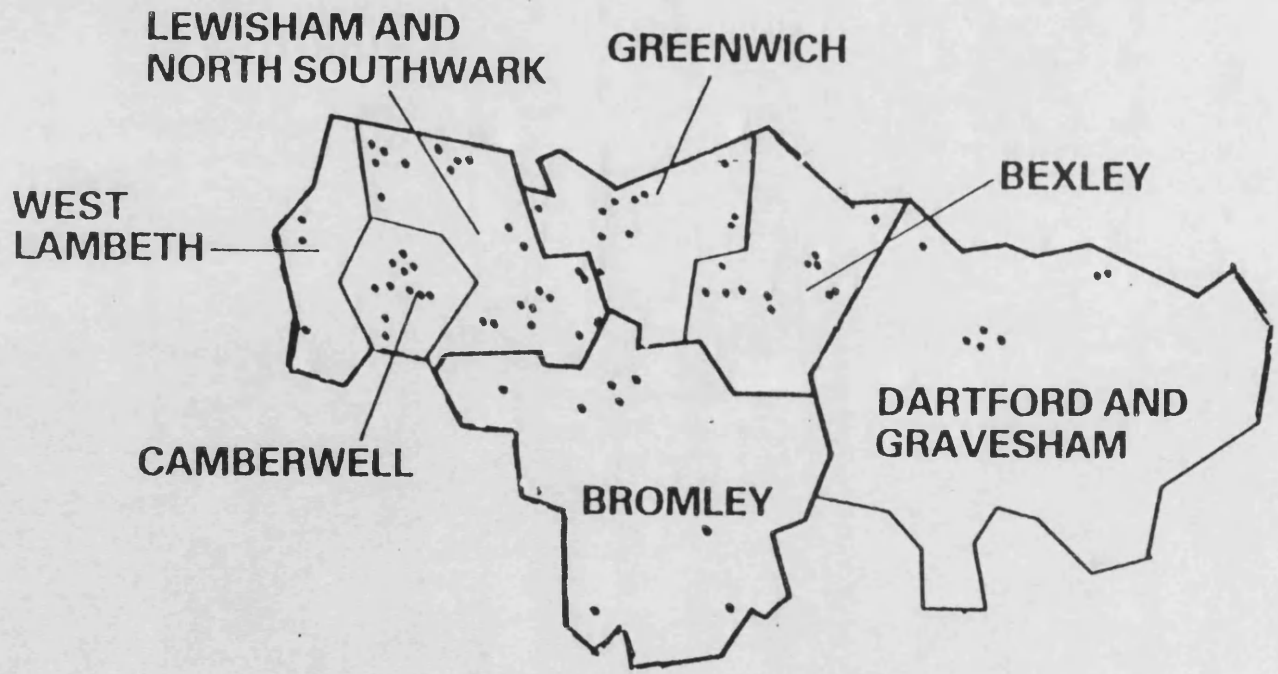 LEWISHAM AND
NORTH SOUTHWARK
GREENWICH
BEXLEY
WEST
LAMBETH
DARTFORD AND
GRAVESHAM
CAMBERWELL
BROMLEY